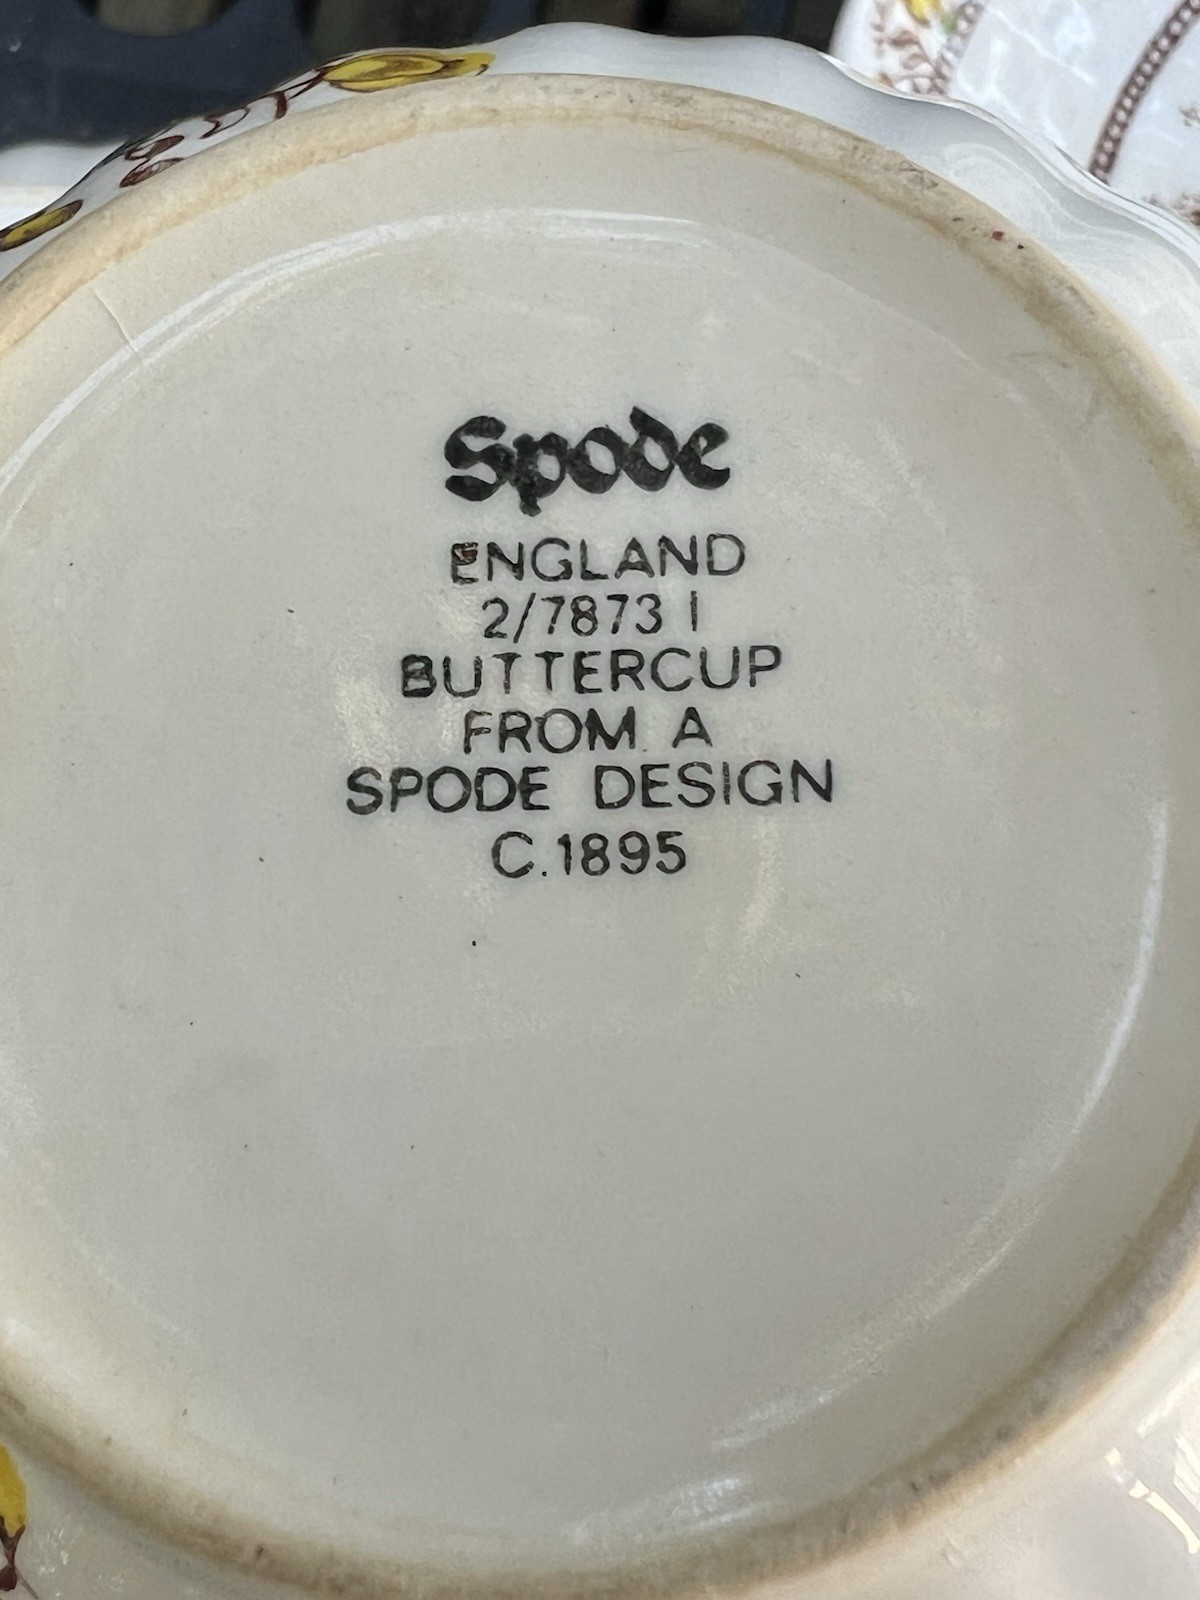 Spode
ENGLAND
2/7873 I
BUTTERCUP
FROM A
SPODE DESIGN
C.1895